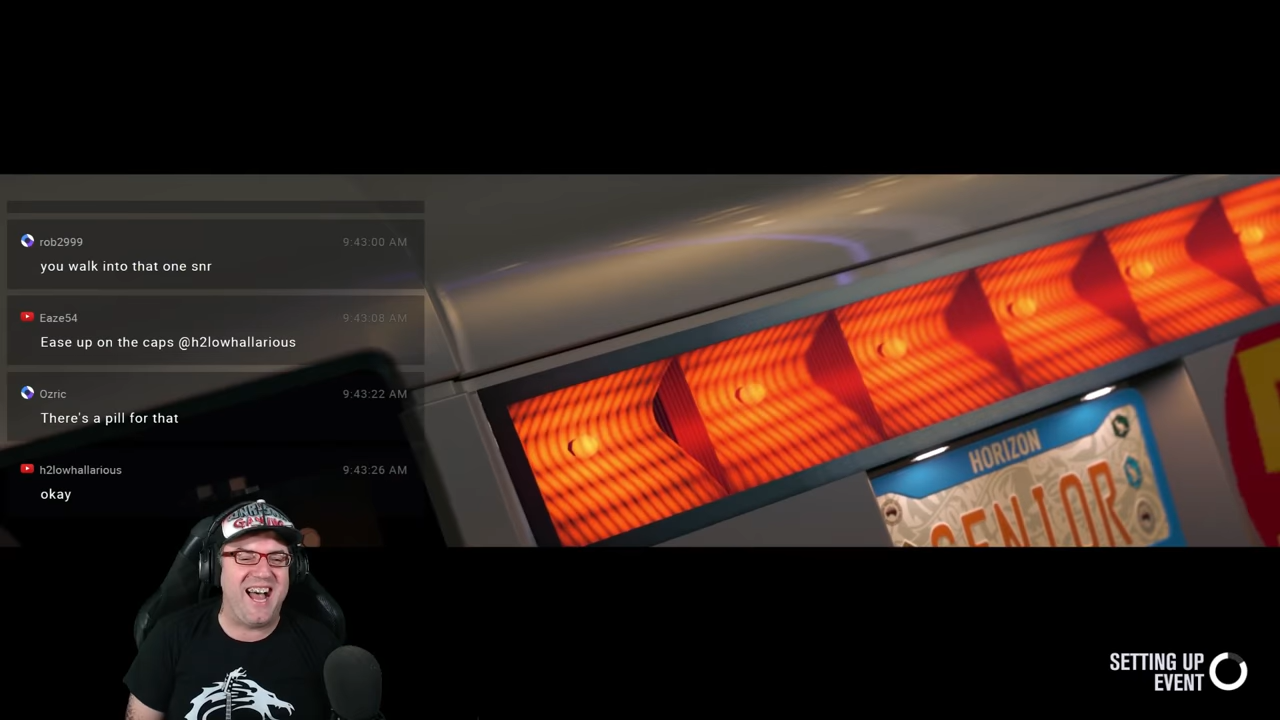 rob2999 9:43:00 AM
you walk into that one snr
Eaze54 9:43:08 AM
Ease up on the caps @h2lowhallarious
Ozric 9:43:22 AM
There's a pill for that
h2lowhallarious 9:43:26 AM
okay
HORIZON
SENIOR
GAMING
SETTING UP
EVENT